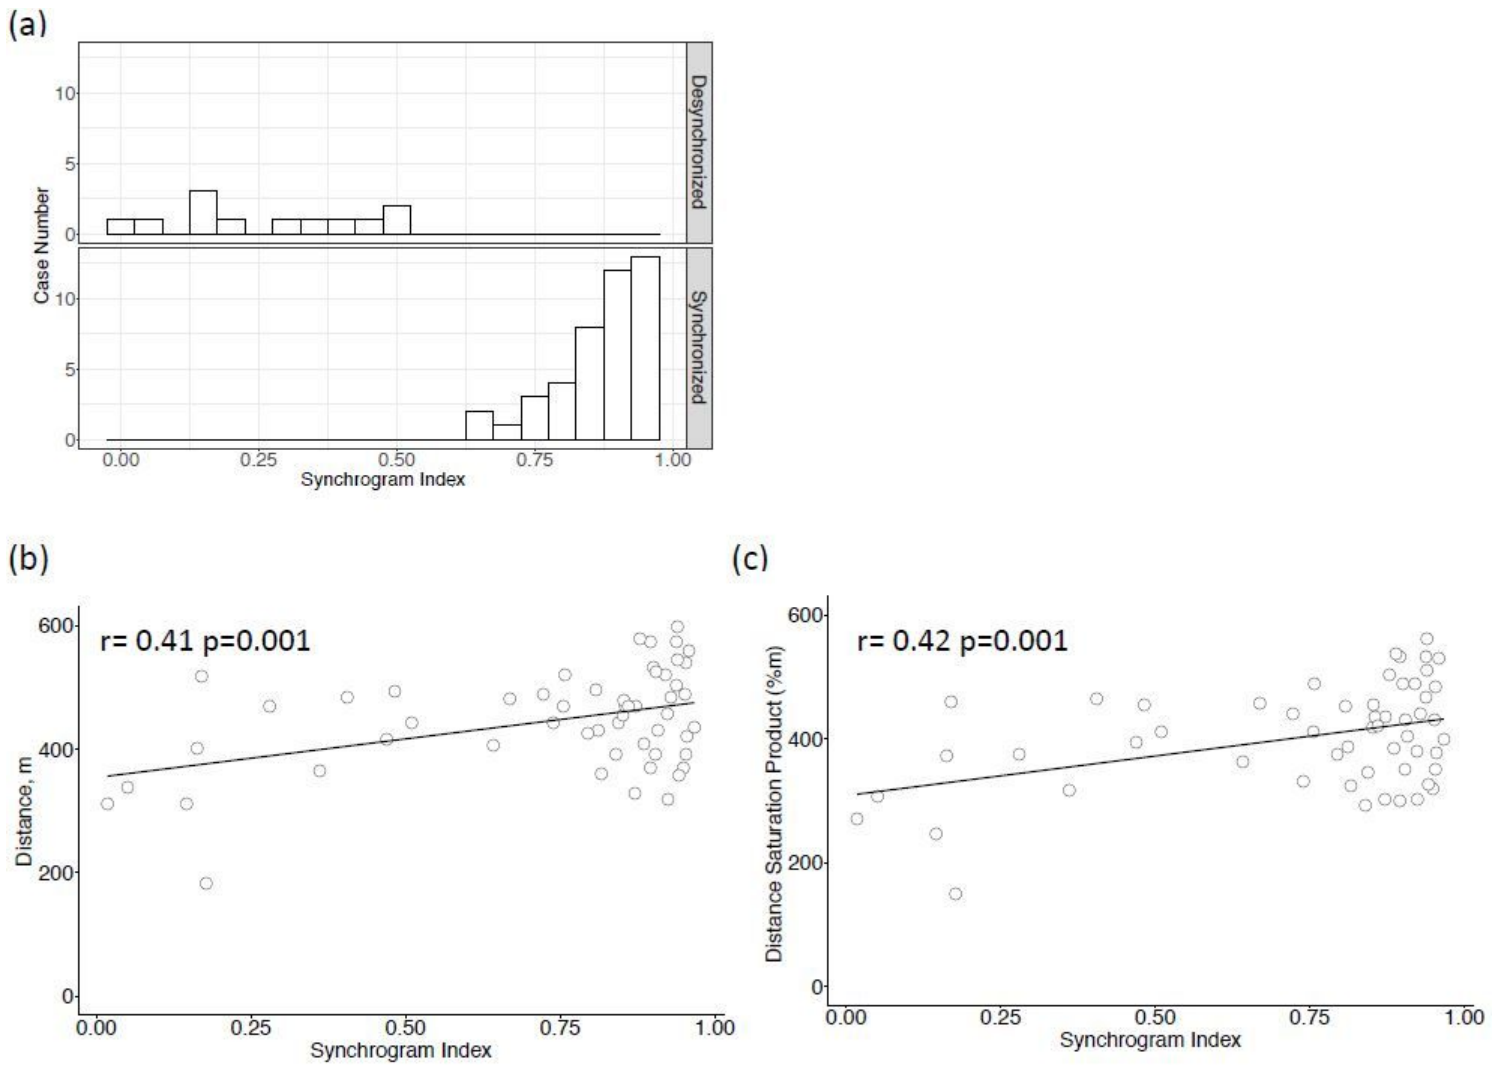 (a)
10
5
0
Desynchronized
Case Number
10
5
0
Synchronized
0.00 0.25 0.50 0.75 1.00
Synchrogram Index
(b)
r= 0.41 p=0.001
600
400
200
0
Distance, m
0.00 0.25 0.50 0.75 1.00
Synchrogram Index
(c)
r= 0.42 p=0.001
600
400
200
0
Distance Saturation Product (%m)
0.00 0.25 0.50 0.75 1.00
Synchrogram Index